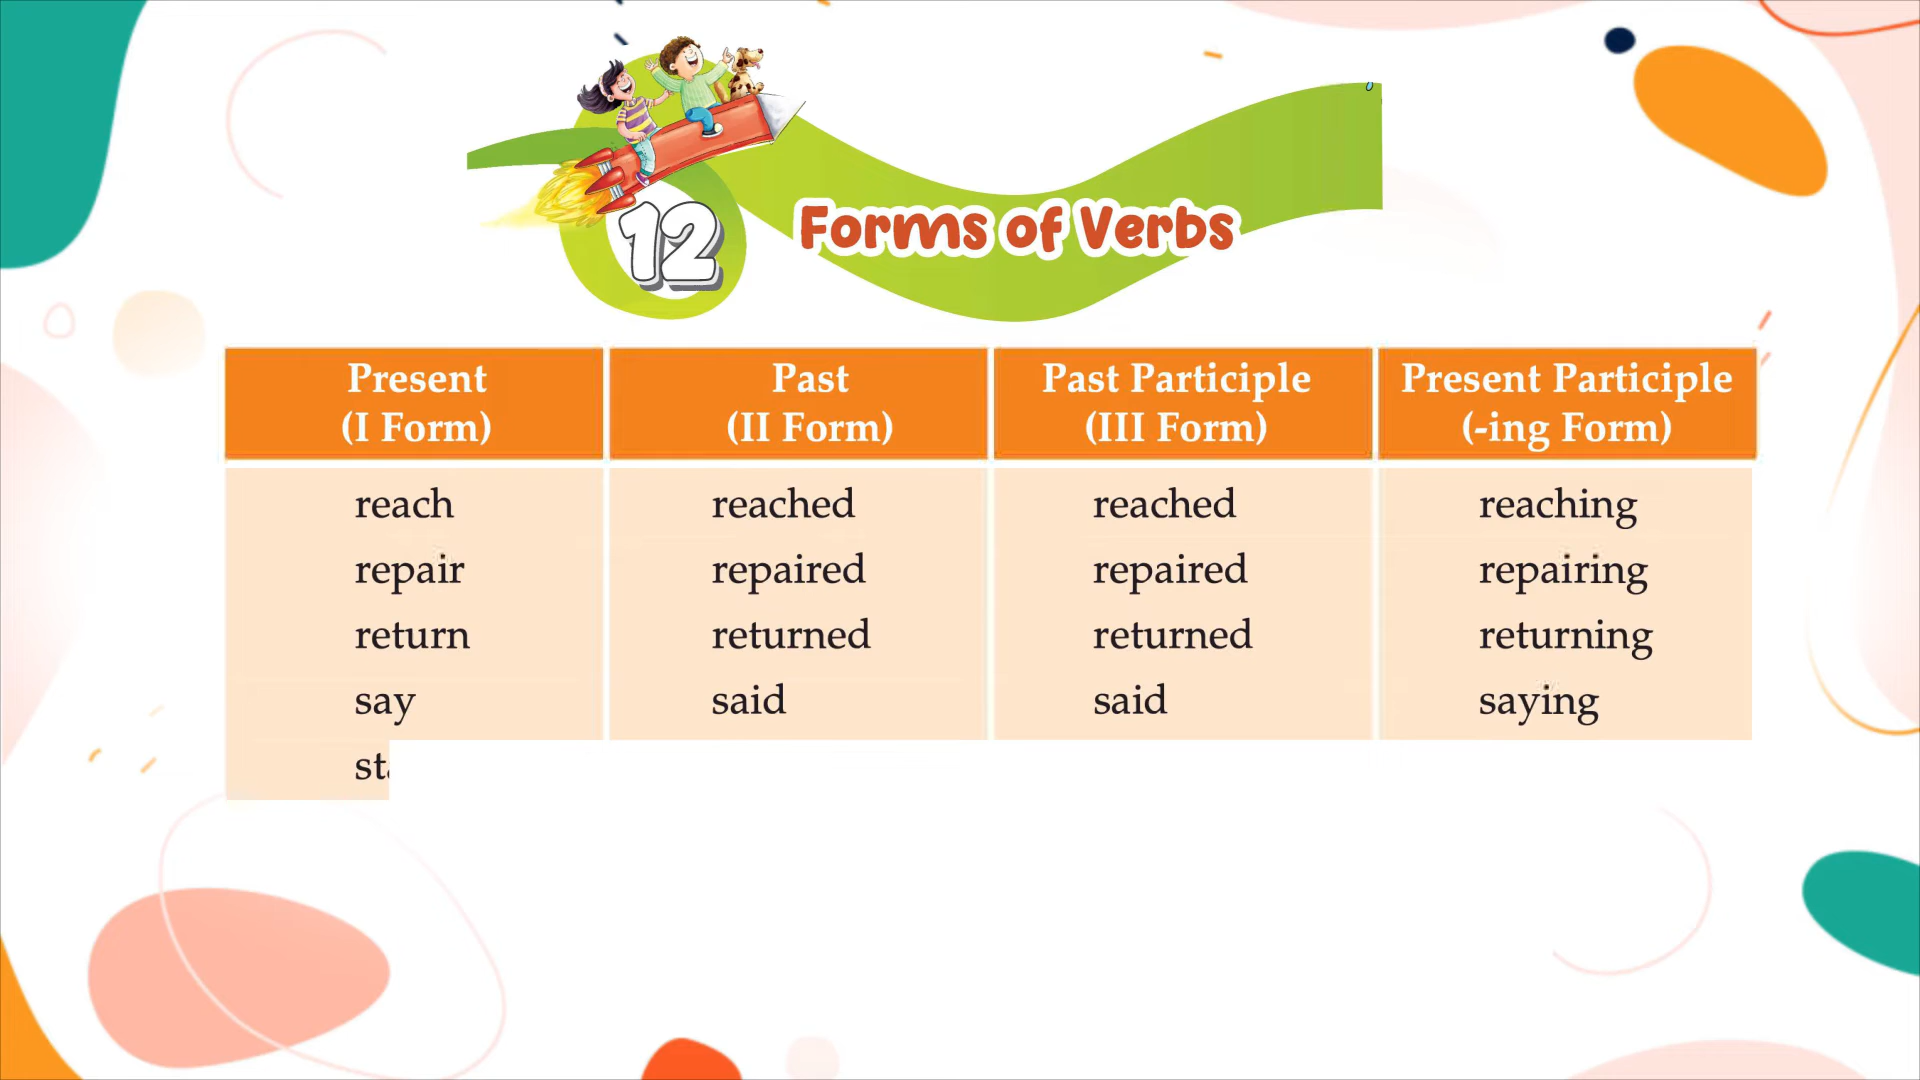 12
Forms of Verbs
Present Past Past Participle Present Participle
(I Form) (II Form) (III Form) (-ing Form)
reach reached reached reaching
repair repaired repaired repairing
return returned returned returning
say said said saying